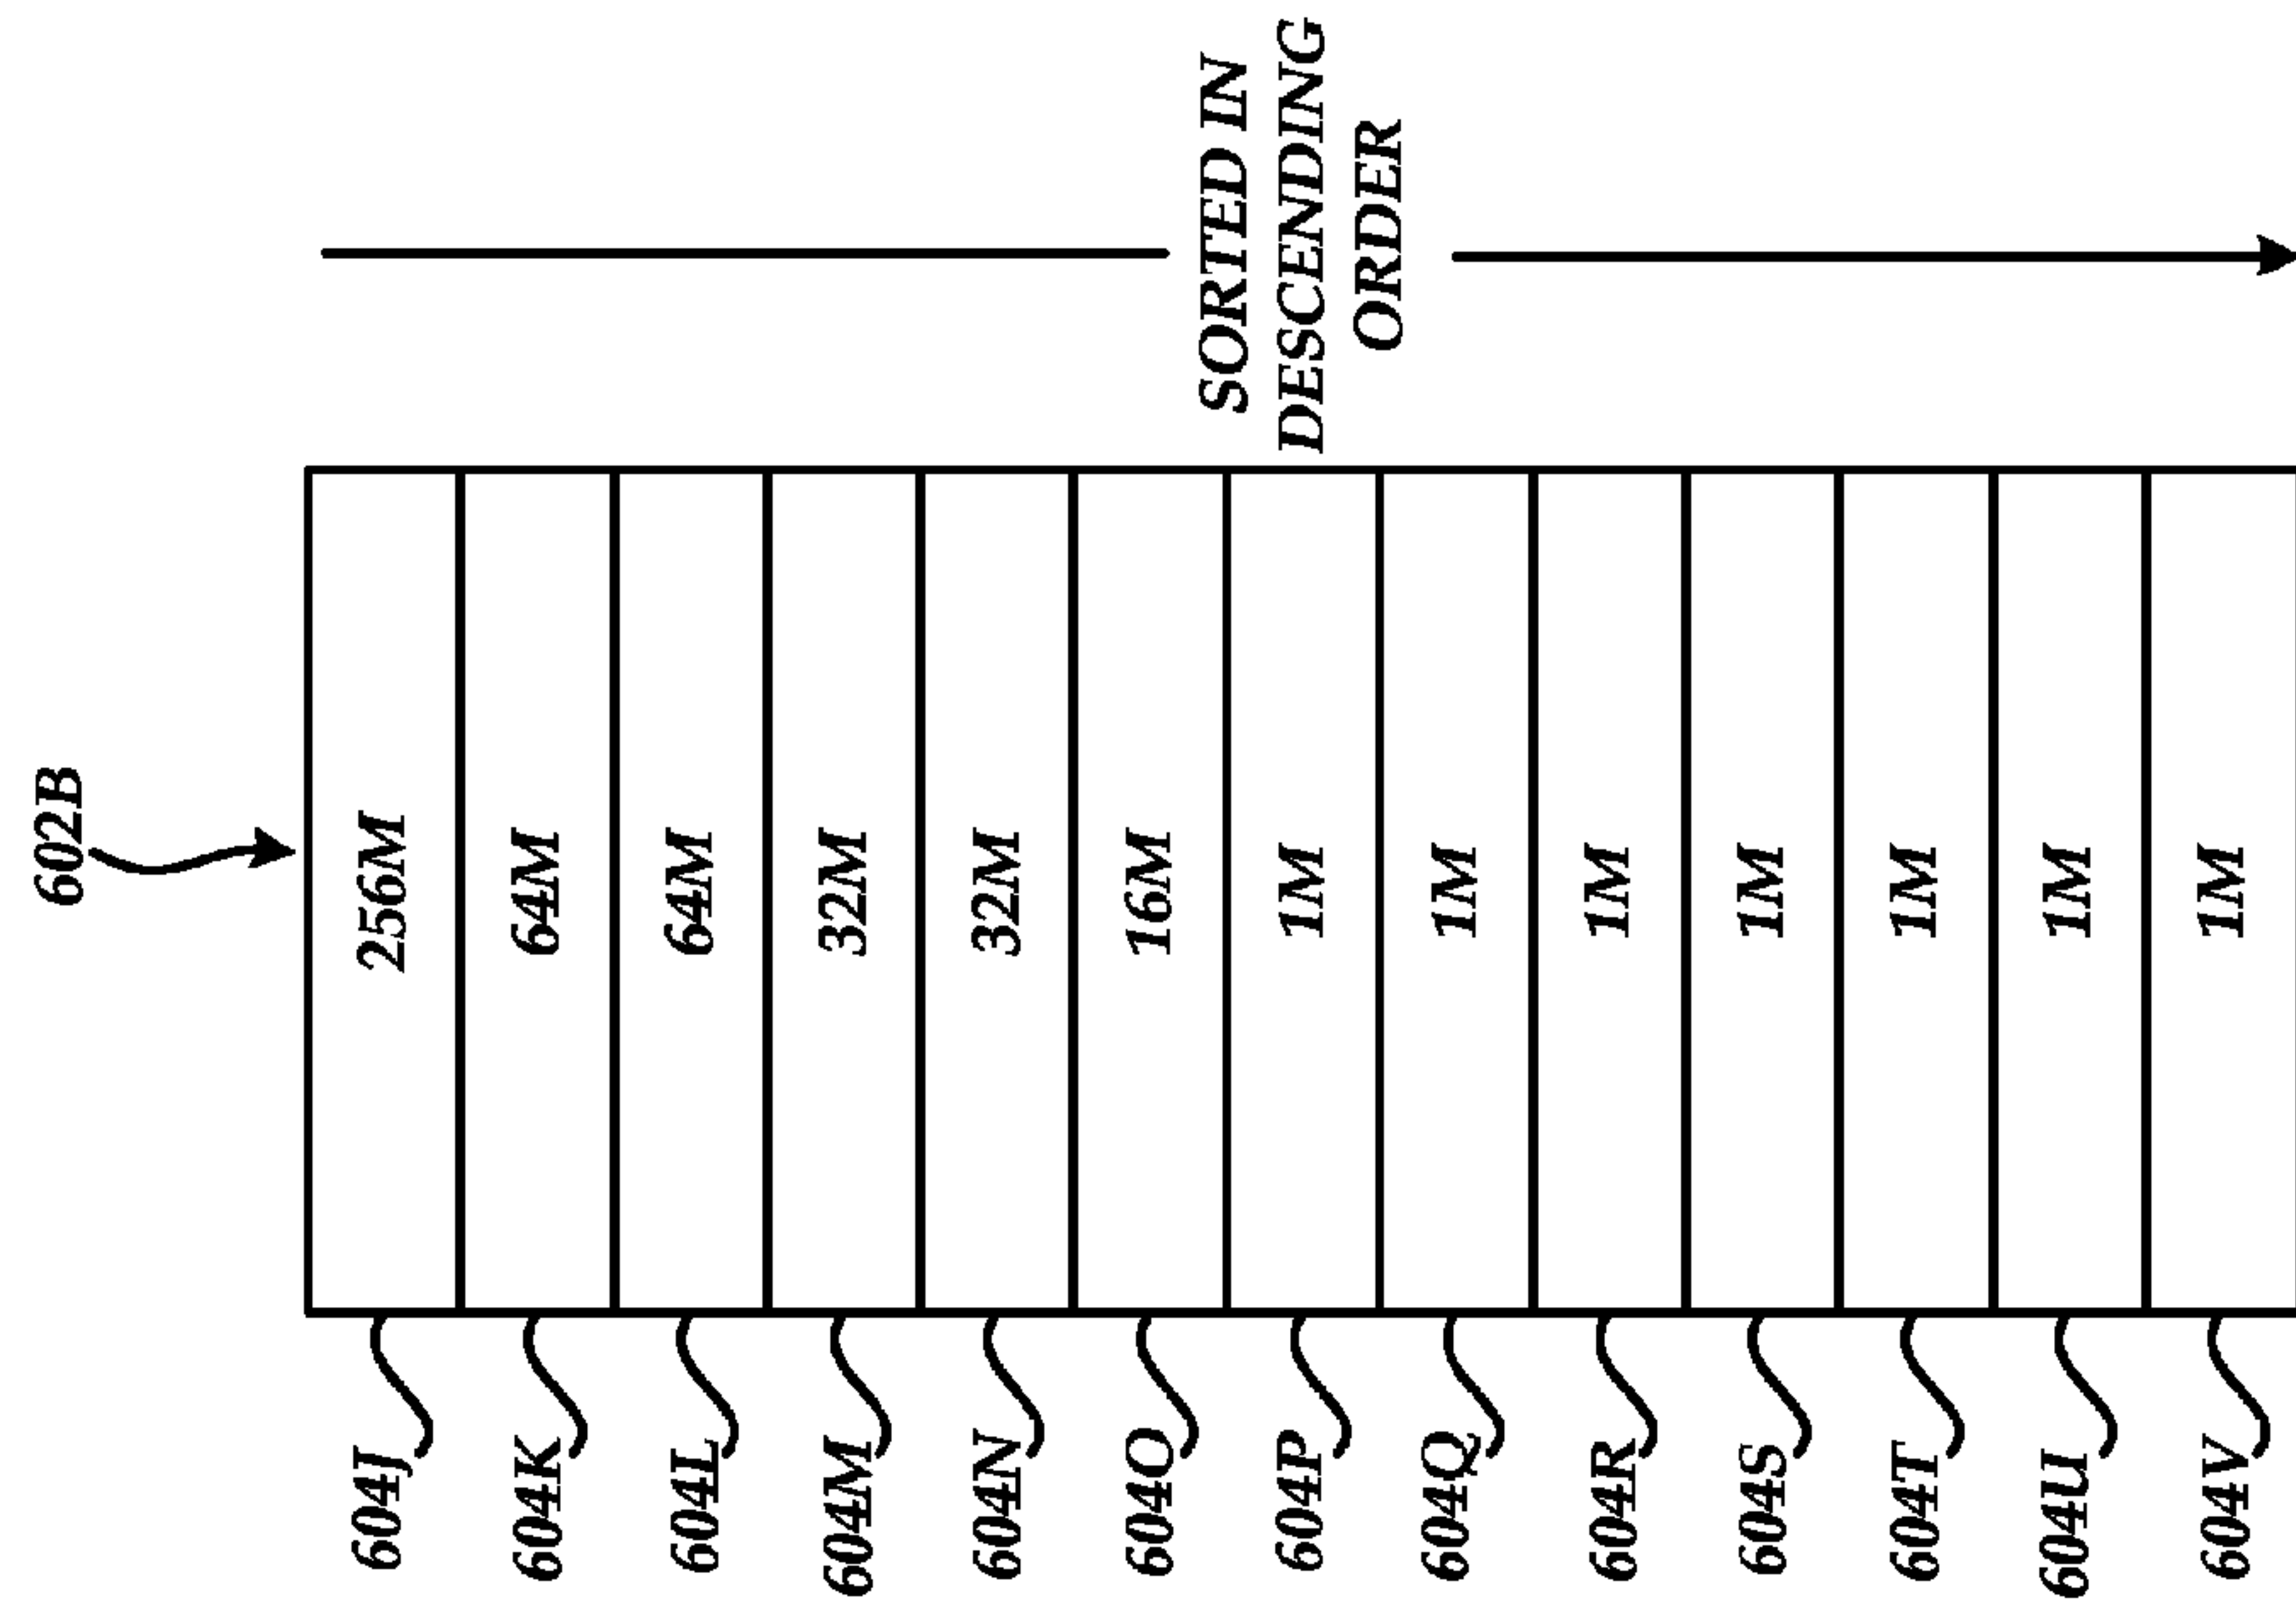 602B
604J
256M
604K
64M
604L
64M
604M
32M
604N
32M
604O
16M
604P
1M
604Q
1M
604R
1M
604S
1M
604T
1M
604U
1M
604V
1M
SORTED IN
DESCENDING
ORDER